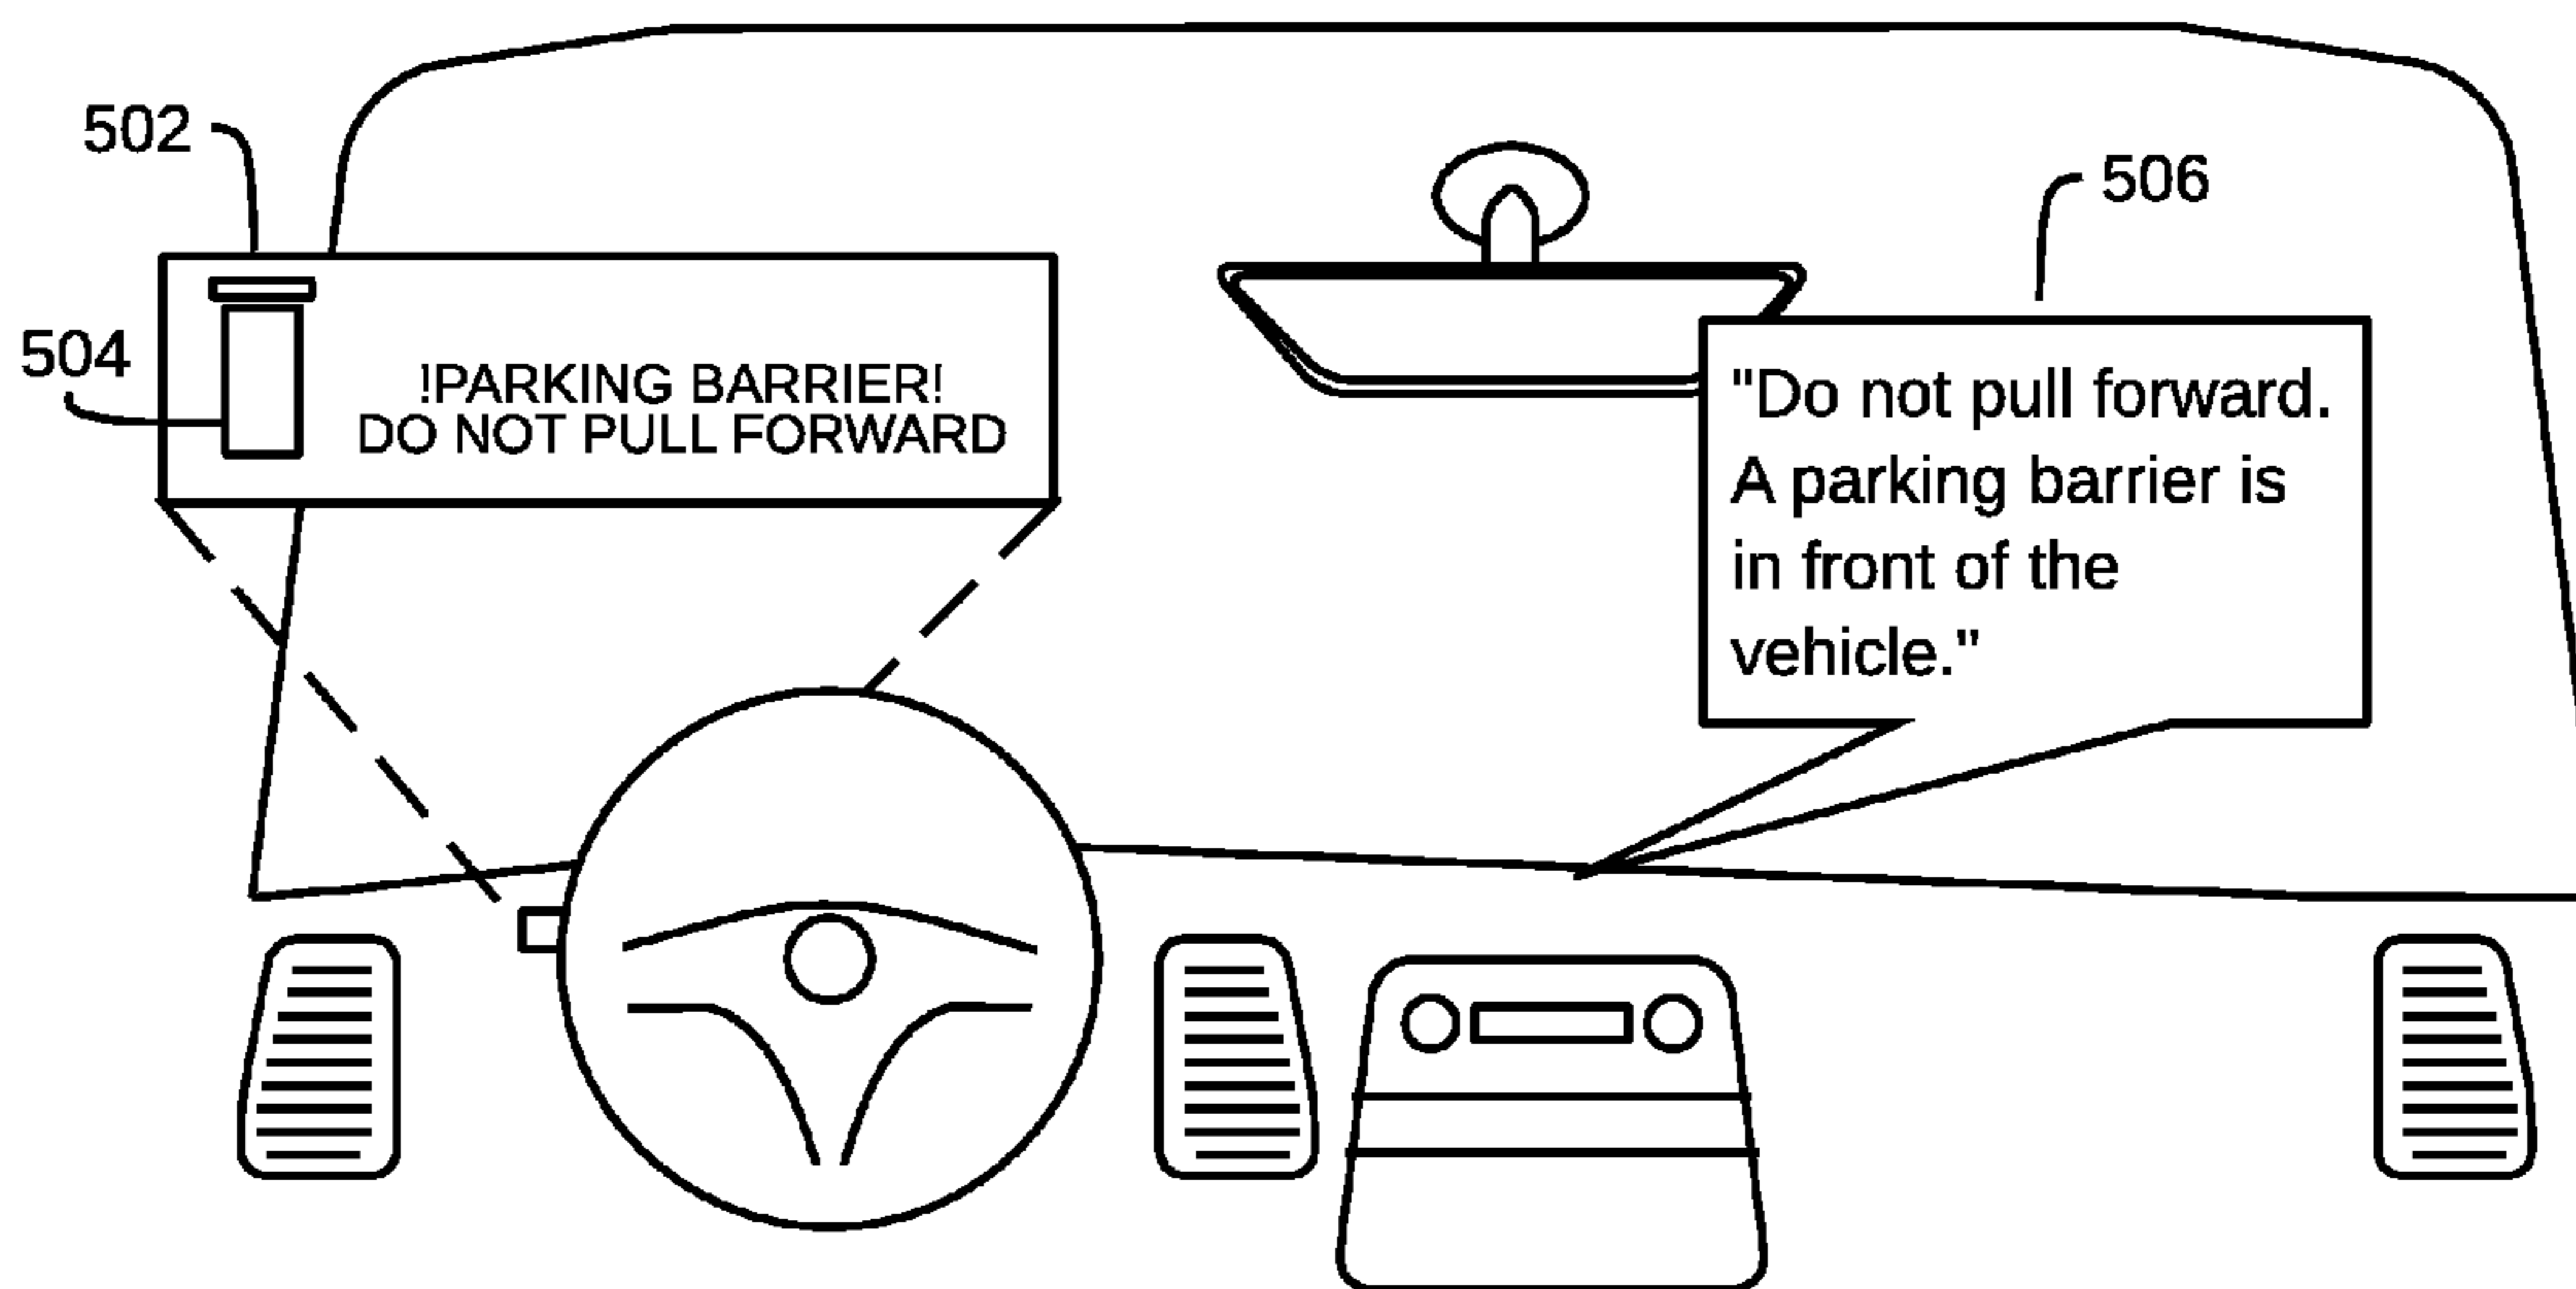 502
506
504
!PARKING BARRIER!
DO NOT PULL FORWARD
"Do not pull forward.
A parking barrier is
in front of the
vehicle."